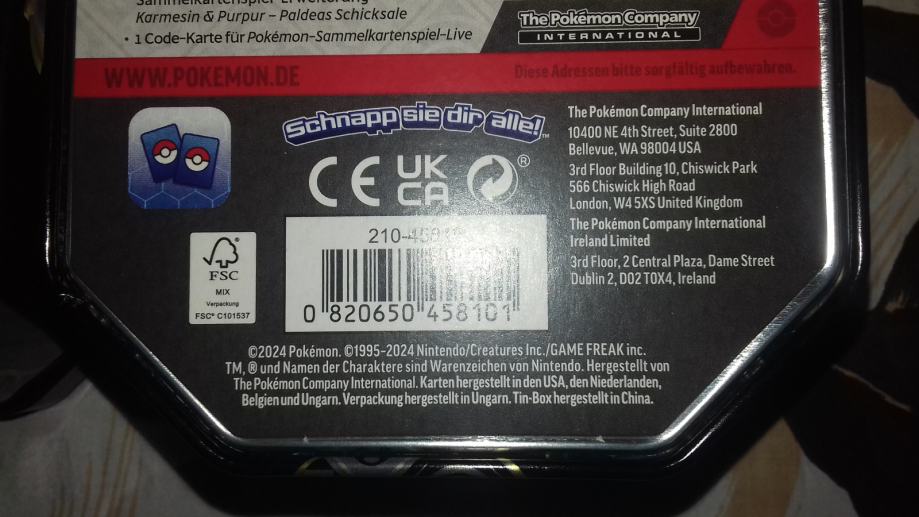 Sammelkartenspiel-Erweiterung
Karmesin & Purpur – Paldeas Schicksale
• 1 Code-Karte für Pokémon-Sammelkartenspiel-Live
The Pokémon Company
INTERNATIONAL
WWW.POKEMON.DE
Diese Adressen bitte sorgfältig aufbewahren.
Schnapp sie dir alle!™
CE UK CA ®
The Pokémon Company International
10400 NE 4th Street, Suite 2800
Bellevue, WA 98004 USA
3rd Floor Building 10, Chiswick Park
566 Chiswick High Road
London, W4 5XS United Kingdom
The Pokémon Company International
Ireland Limited
3rd Floor, 2 Central Plaza, Dame Street
Dublin 2, D02 T0X4, Ireland
FSC
MIX
Verpackung
FSC® C101537
0 820650 458101
©2024 Pokémon. ©1995-2024 Nintendo/Creatures Inc./GAME FREAK inc.
TM, ® und Namen der Charaktere sind Warenzeichen von Nintendo. Hergestellt von
The Pokémon Company International. Karten hergestellt in den USA, den Niederlanden,
Belgien und Ungarn. Verpackung hergestellt in Ungarn. Tin-Box hergestellt in China.